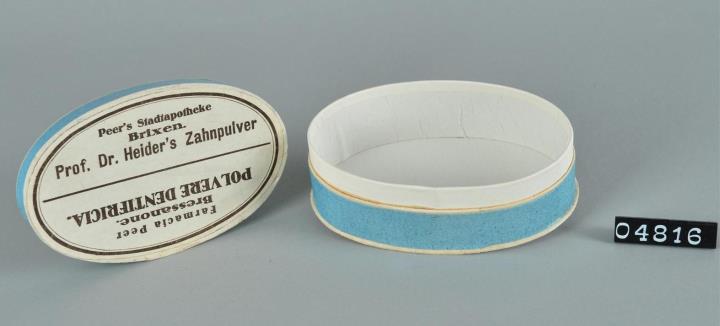 Peer's Stadtapotheke
Brixen.
Prof. Dr. Heider's Zahnpulver
Farmacia Peer
Bressanone.
POLVERE DENTIFRICIA.
04816